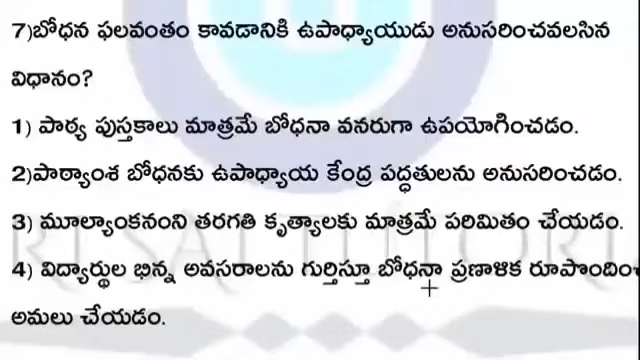 7)బోధన ఫలవంతం కావడానికి ఉపాధ్యాయుడు అనుసరించవలసిన
విధానం?
1) పాఠ్య పుస్తకాలు మాత్రమే బోధనా వనరుగా ఉపయోగించడం.
2)పాఠ్యాంశ బోధనకు ఉపాధ్యాయ కేంద్ర పద్ధతులను అనుసరించడం.
3) మూల్యాంకనంని తరగతి కృత్యాలకు మాత్రమే పరిమితం చేయడం.
4) విద్యార్థుల భిన్న అవసరాలను గుర్తిస్తూ బోధనా ప్రణాళిక
అమలు చేయడం.